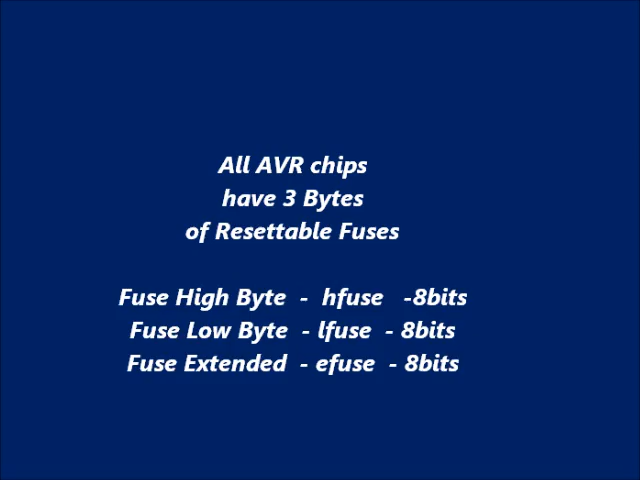 All AVR chips
have 3 Bytes
of Resettable Fuses
Fuse High Byte - hfuse -8bits
Fuse Low Byte - lfuse - 8bits
Fuse Extended - efuse - 8bits